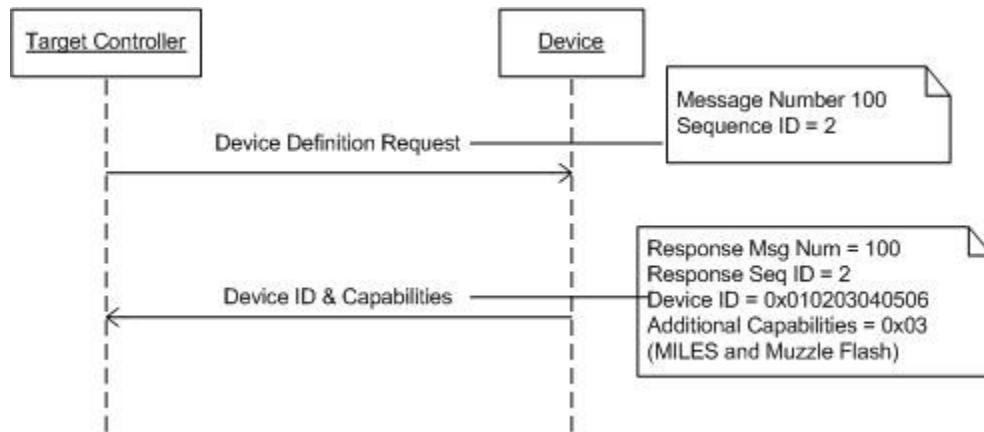 Target Controller
Device
Message Number 100
Sequence ID = 2
Device Definition Request
Response Msg Num = 100
Response Seq ID = 2
Device ID & Capabilities
Device ID = 0x010203040506
Additional Capabilities = 0x03
(MILES and Muzzle Flash)